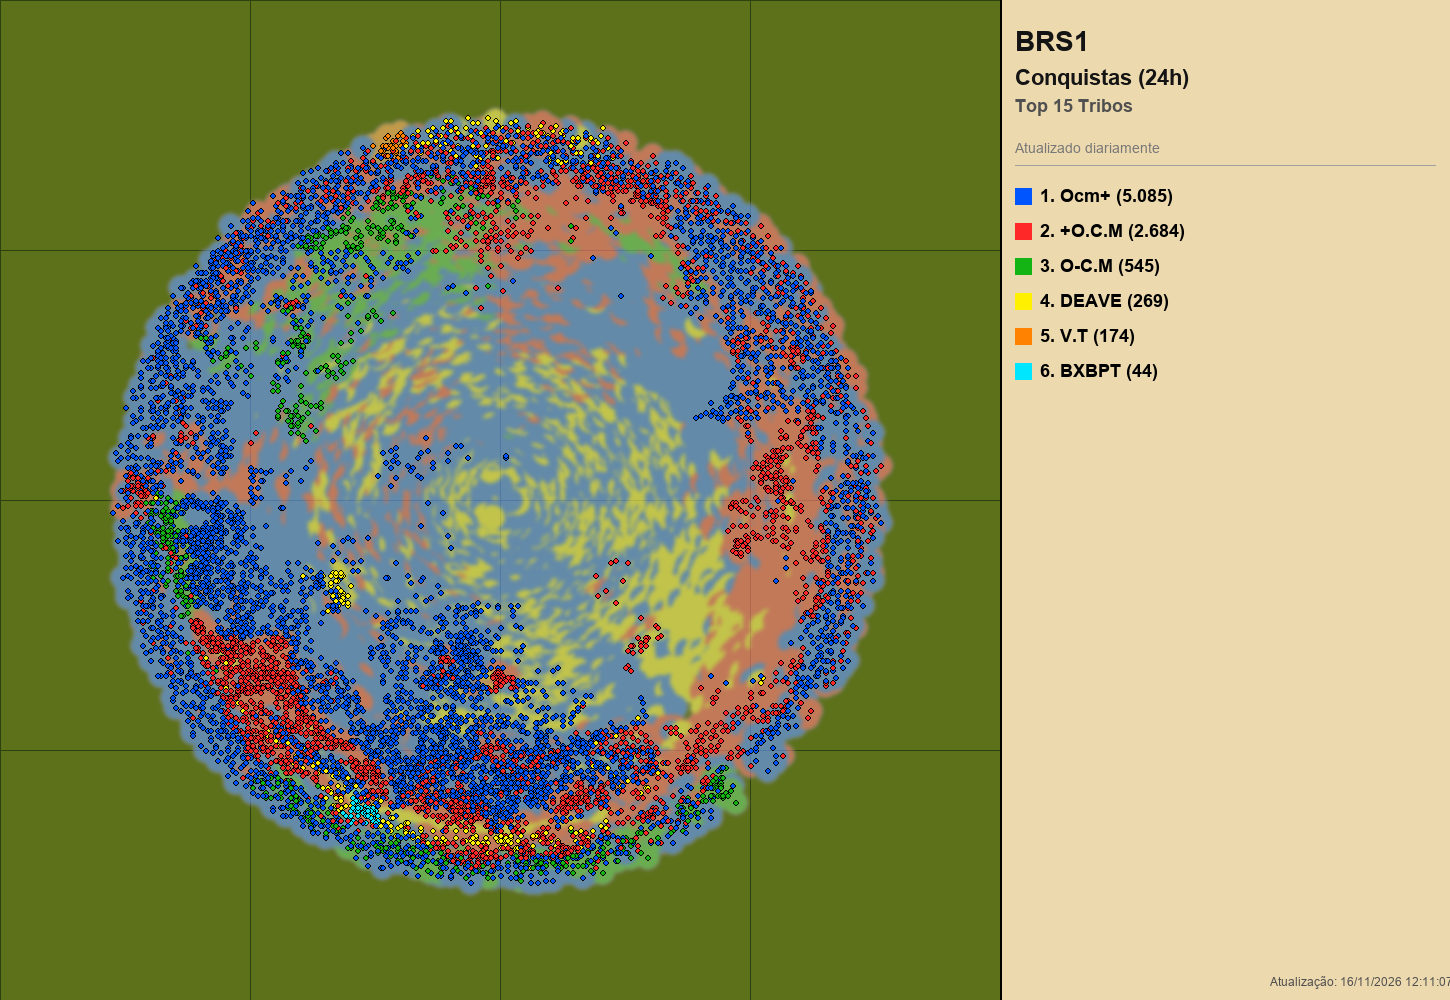 BRS1
Conquistas (24h)
Top 15 Tribos
Atualizado diariamente
1. Ocm+ (5.085)
2. +O.C.M (2.684)
3. O-C.M (545)
4. DEAVE (269)
5. V.T (174)
6. BXBPT (44)
Atualização: 16/11/2026 12:11:07